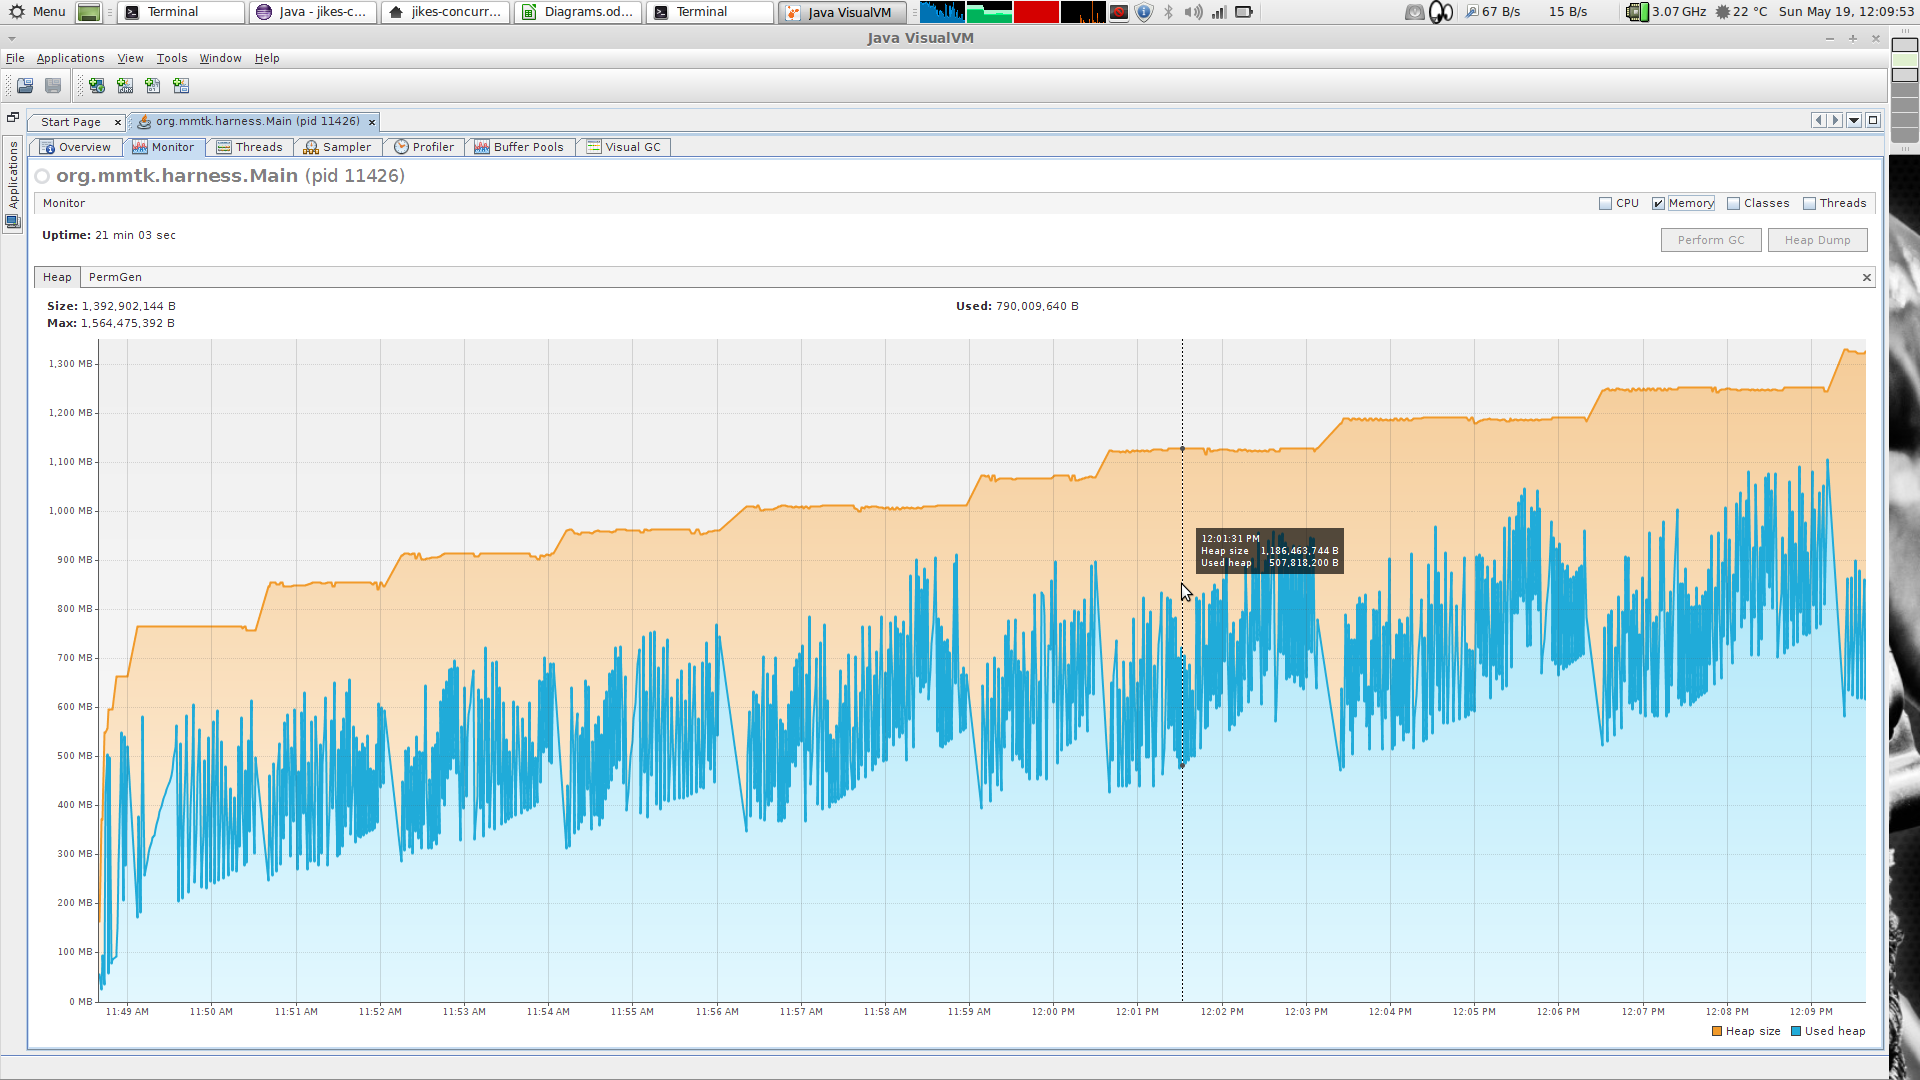 Menu Terminal Java - jikes-c... jikes-concurr... Diagrams.od... Terminal Java VisualVM 67 B/s 15 B/s 3.07 GHz 22 °C Sun May 19, 12:09:53
Java VisualVM
File Applications View Tools Window Help
Start Page org.mmtk.harness.Main (pid 11426)
Applications
Overview Monitor Threads Sampler Profiler Buffer Pools Visual GC
org.mmtk.harness.Main (pid 11426)
Monitor CPU Memory Classes Threads
Uptime: 21 min 03 sec
Perform GC Heap Dump
Heap PermGen
Size: 1,392,902,144 B Used: 790,009,640 B
Max: 1,564,475,392 B
1,300 MB
1,200 MB
1,100 MB
1,000 MB
900 MB
800 MB
700 MB
600 MB
500 MB
400 MB
300 MB
200 MB
100 MB
0 MB
12:01:31 PM
Heap size 1,186,463,744 B
Used heap 507,818,200 B
11:49 AM 11:50 AM 11:51 AM 11:52 AM 11:53 AM 11:54 AM 11:55 AM 11:56 AM 11:57 AM 11:58 AM 11:59 AM 12:00 PM 12:01 PM 12:02 PM 12:03 PM 12:04 PM 12:05 PM 12:06 PM 12:07 PM 12:08 PM 12:09 PM
Heap size Used heap